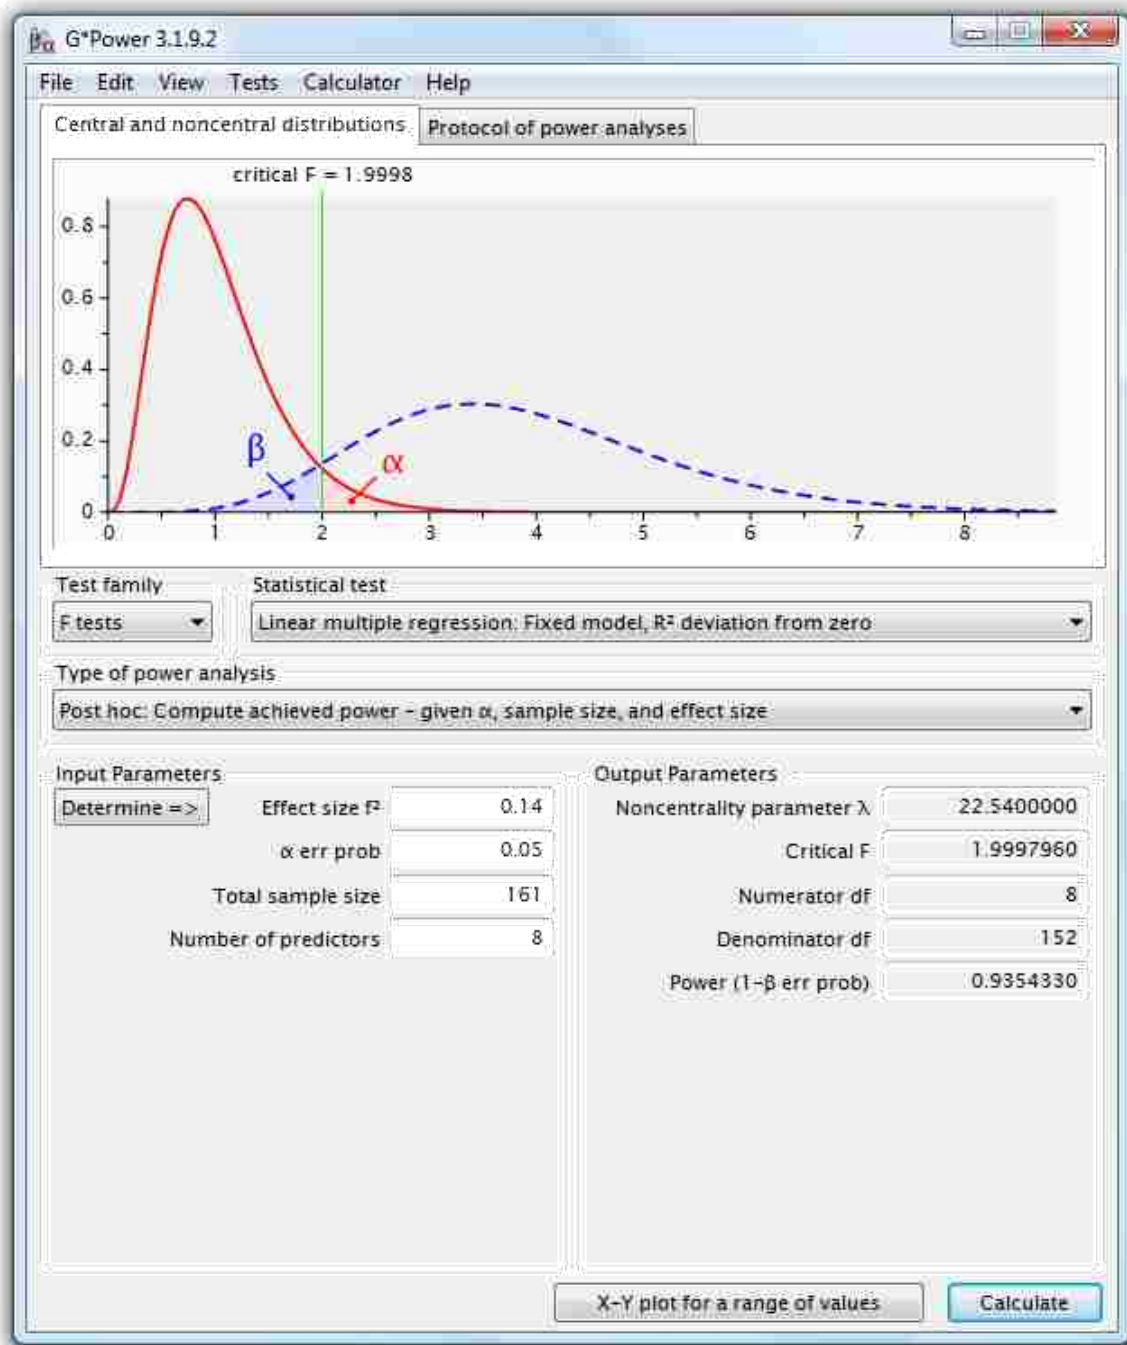 βα G*Power 3.1.9.2
File Edit View Tests Calculator Help
Central and noncentral distributions Protocol of power analyses
critical F = 1.9998
0.8
0.6
0.4
0.2
0
β
α
0 1 2 3 4 5 6 7 8
Test family Statistical test
F tests Linear multiple regression: Fixed model, R² deviation from zero
Type of power analysis
Post hoc: Compute achieved power – given α, sample size, and effect size
Input Parameters Output Parameters
Determine => Effect size f² 0.14 Noncentrality parameter λ 22.5400000
α err prob 0.05 Critical F 1.9997960
Total sample size 161 Numerator df 8
Number of predictors 8 Denominator df 152
Power (1-β err prob) 0.9354330
X-Y plot for a range of values Calculate